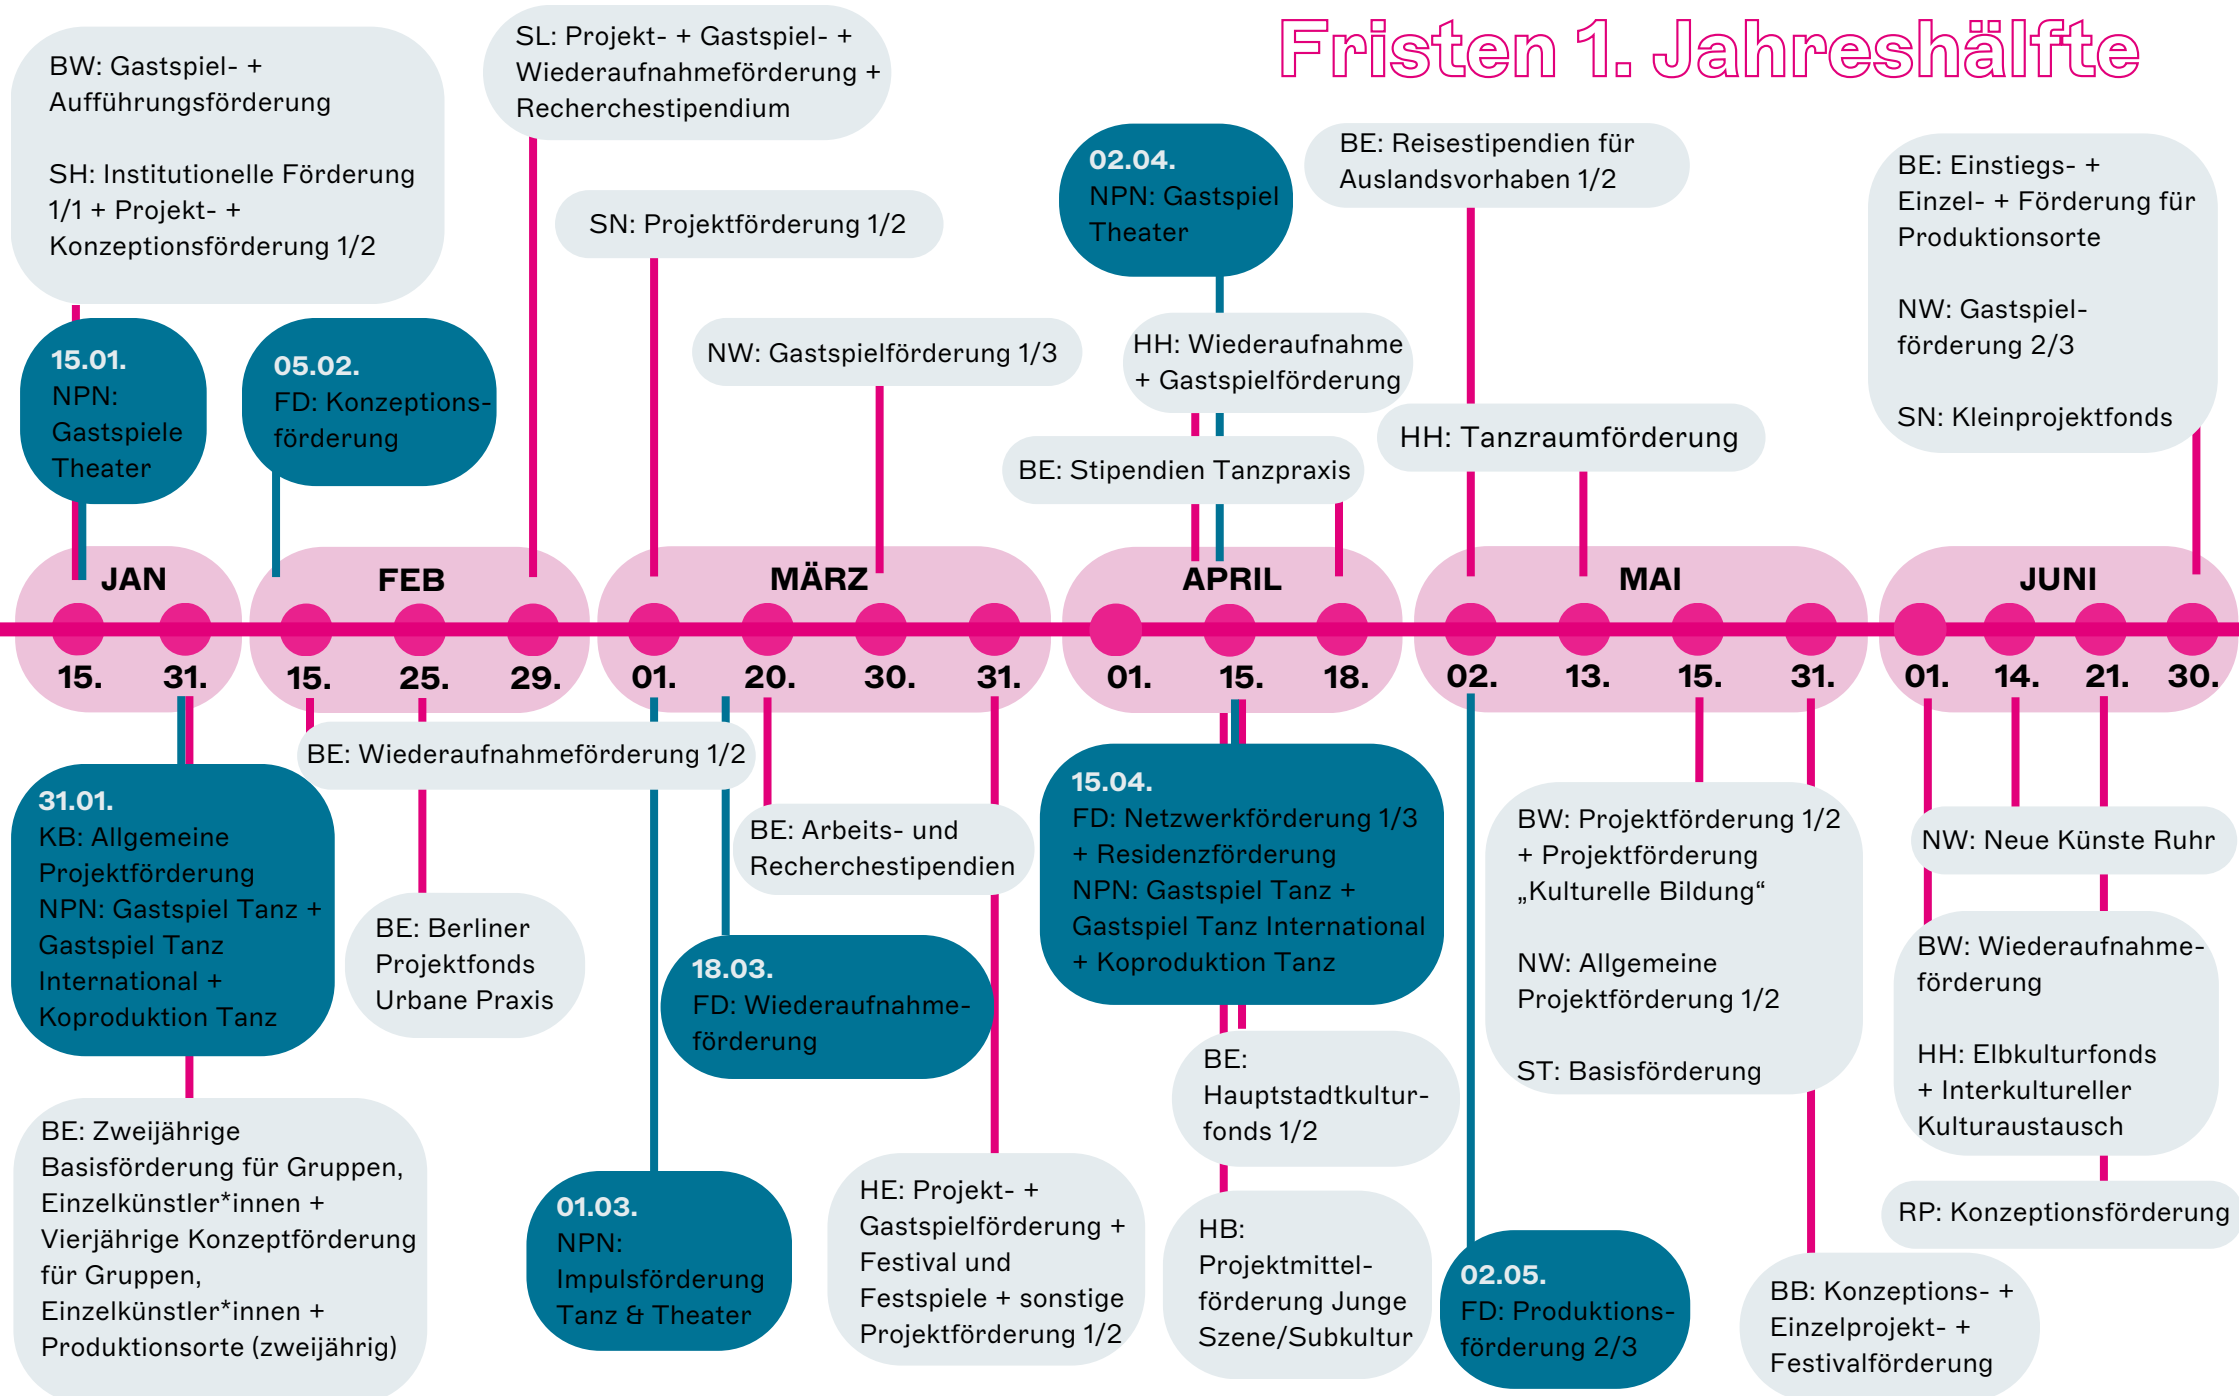 Fristen 1. Jahreshälfte
BW: Gastspiel- +
Aufführungsförderung
SH: Institutionelle Förderung
1/1 + Projekt- +
Konzeptionsförderung 1/2
SL: Projekt- + Gastspiel- +
Wiederaufnahmeförderung +
Recherchestipendium
SN: Projektförderung 1/2
02.04.
NPN: Gastspiel
Theater
BE: Reisestipendien für
Auslandsvorhaben 1/2
BE: Einstiegs- +
Einzel- + Förderung für
Produktionsorte
NW: Gastspiel-
förderung 2/3
SN: Kleinprojektfonds
15.01.
NPN:
Gastspiele
Theater
05.02.
FD: Konzeptions-
förderung
NW: Gastspielförderung 1/3
HH: Wiederaufnahme
+ Gastspielförderung
HH: Tanzraumförderung
BE: Stipendien Tanzpraxis
JAN
FEB
MÄRZ
APRIL
MAI
JUNI
15.
31.
15.
25.
29.
01.
20.
30.
31.
01.
15.
18.
02.
13.
15.
31.
01.
14.
21.
30.
BE: Wiederaufnahmeförderung 1/2
31.01.
KB: Allgemeine
Projektförderung
NPN: Gastspiel Tanz +
Gastspiel Tanz
International +
Koproduktion Tanz
BE: Arbeits- und
Recherchestipendien
15.04.
FD: Netzwerkförderung 1/3
+ Residenzförderung
NPN: Gastspiel Tanz +
Gastspiel Tanz International
+ Koproduktion Tanz
BW: Projektförderung 1/2
+ Projektförderung
„Kulturelle Bildung“
NW: Allgemeine
Projektförderung 1/2
ST: Basisförderung
NW: Neue Künste Ruhr
BE: Berliner
Projektfonds
Urbane Praxis
18.03.
FD: Wiederaufnahme-
förderung
BW: Wiederaufnahme-
förderung
HH: Elbkulturfonds
+ Interkultureller
Kulturaustausch
BE:
Hauptstadtkultur-
fonds 1/2
BE: Zweijährige
Basisförderung für Gruppen,
Einzelkünstler*innen +
Vierjährige Konzeptförderung
für Gruppen,
Einzelkünstler*innen +
Produktionsorte (zweijährig)
01.03.
NPN:
Impulsförderung
Tanz & Theater
HE: Projekt- +
Gastspielförderung +
Festival und
Festspiele + sonstige
Projektförderung 1/2
HB:
Projektmittel-
förderung Junge
Szene/Subkultur
02.05.
FD: Produktions-
förderung 2/3
RP: Konzeptionsförderung
BB: Konzeptions- +
Einzelprojekt- +
Festivalförderung